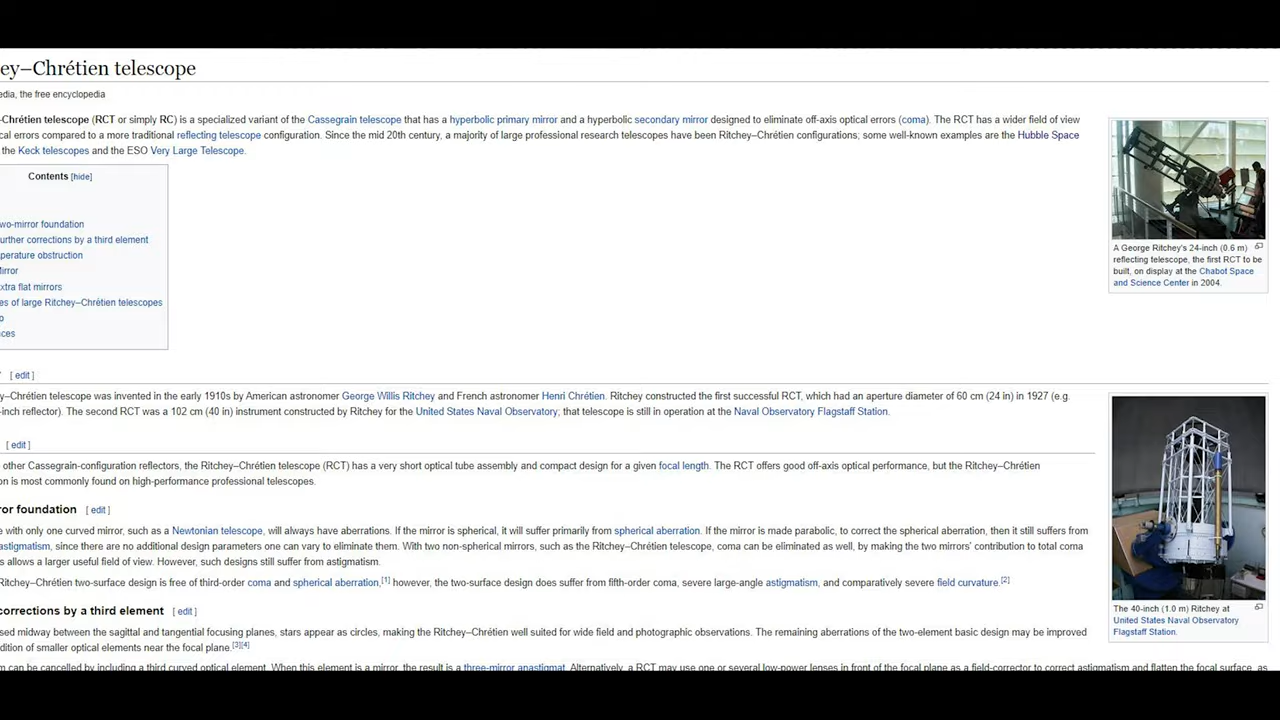 ey–Chrétien telescope
edia, the free encyclopedia
-Chrétien telescope (RCT or simply RC) is a specialized variant of the Cassegrain telescope that has a hyperbolic primary mirror and a hyperbolic secondary mirror designed to eliminate off-axis optical errors (coma). The RCT has a wider field of view
cal errors compared to a more traditional reflecting telescope configuration. Since the mid 20th century, a majority of large professional research telescopes have been Ritchey–Chrétien configurations; some well-known examples are the Hubble Space
the Keck telescopes and the ESO Very Large Telescope.
Contents [hide]
wo-mirror foundation
urther corrections by a third element
perature obstruction
Mirror
xtra flat mirrors
es of large Ritchey–Chrétien telescopes
o
ces
A George Ritchey's 24-inch (0.6 m)
reflecting telescope, the first RCT to be
built, on display at the Chabot Space
and Science Center in 2004.
[ edit ]
y–Chrétien telescope was invented in the early 1910s by American astronomer George Willis Ritchey and French astronomer Henri Chrétien. Ritchey constructed the first successful RCT, which had an aperture diameter of 60 cm (24 in) in 1927 (e.g.
-inch reflector). The second RCT was a 102 cm (40 in) instrument constructed by Ritchey for the United States Naval Observatory; that telescope is still in operation at the Naval Observatory Flagstaff Station.
[ edit ]
other Cassegrain-configuration reflectors, the Ritchey–Chrétien telescope (RCT) has a very short optical tube assembly and compact design for a given focal length. The RCT offers good off-axis optical performance, but the Ritchey–Chrétien
on is most commonly found on high-performance professional telescopes.
ror foundation [ edit ]
e with only one curved mirror, such as a Newtonian telescope, will always have aberrations. If the mirror is spherical, it will suffer primarily from spherical aberration. If the mirror is made parabolic, to correct the spherical aberration, then it still suffers from
astigmatism, since there are no additional design parameters one can vary to eliminate them. With two non-spherical mirrors, such as the Ritchey–Chrétien telescope, coma can be eliminated as well, by making the two mirrors' contribution to total coma
s allows a larger useful field of view. However, such designs still suffer from astigmatism.
Ritchey–Chrétien two-surface design is free of third-order coma and spherical aberration,[1] however, the two-surface design does suffer from fifth-order coma, severe large-angle astigmatism, and comparatively severe field curvature.[2]
corrections by a third element [ edit ]
sed midway between the sagittal and tangential focusing planes, stars appear as circles, making the Ritchey–Chrétien well suited for wide field and photographic observations. The remaining aberrations of the two-element basic design may be improved
ddition of smaller optical elements near the focal plane.[3][4]
The 40-inch (1.0 m) Ritchey at
United States Naval Observatory
Flagstaff Station.
m can be cancelled by including a third curved optical element. When this element is a mirror, the result is a three-mirror anastigmat. Alternatively, a RCT may use one or several low-power lenses in front of the focal plane as a field-corrector to correct astigmatism and flatten the focal surface, as